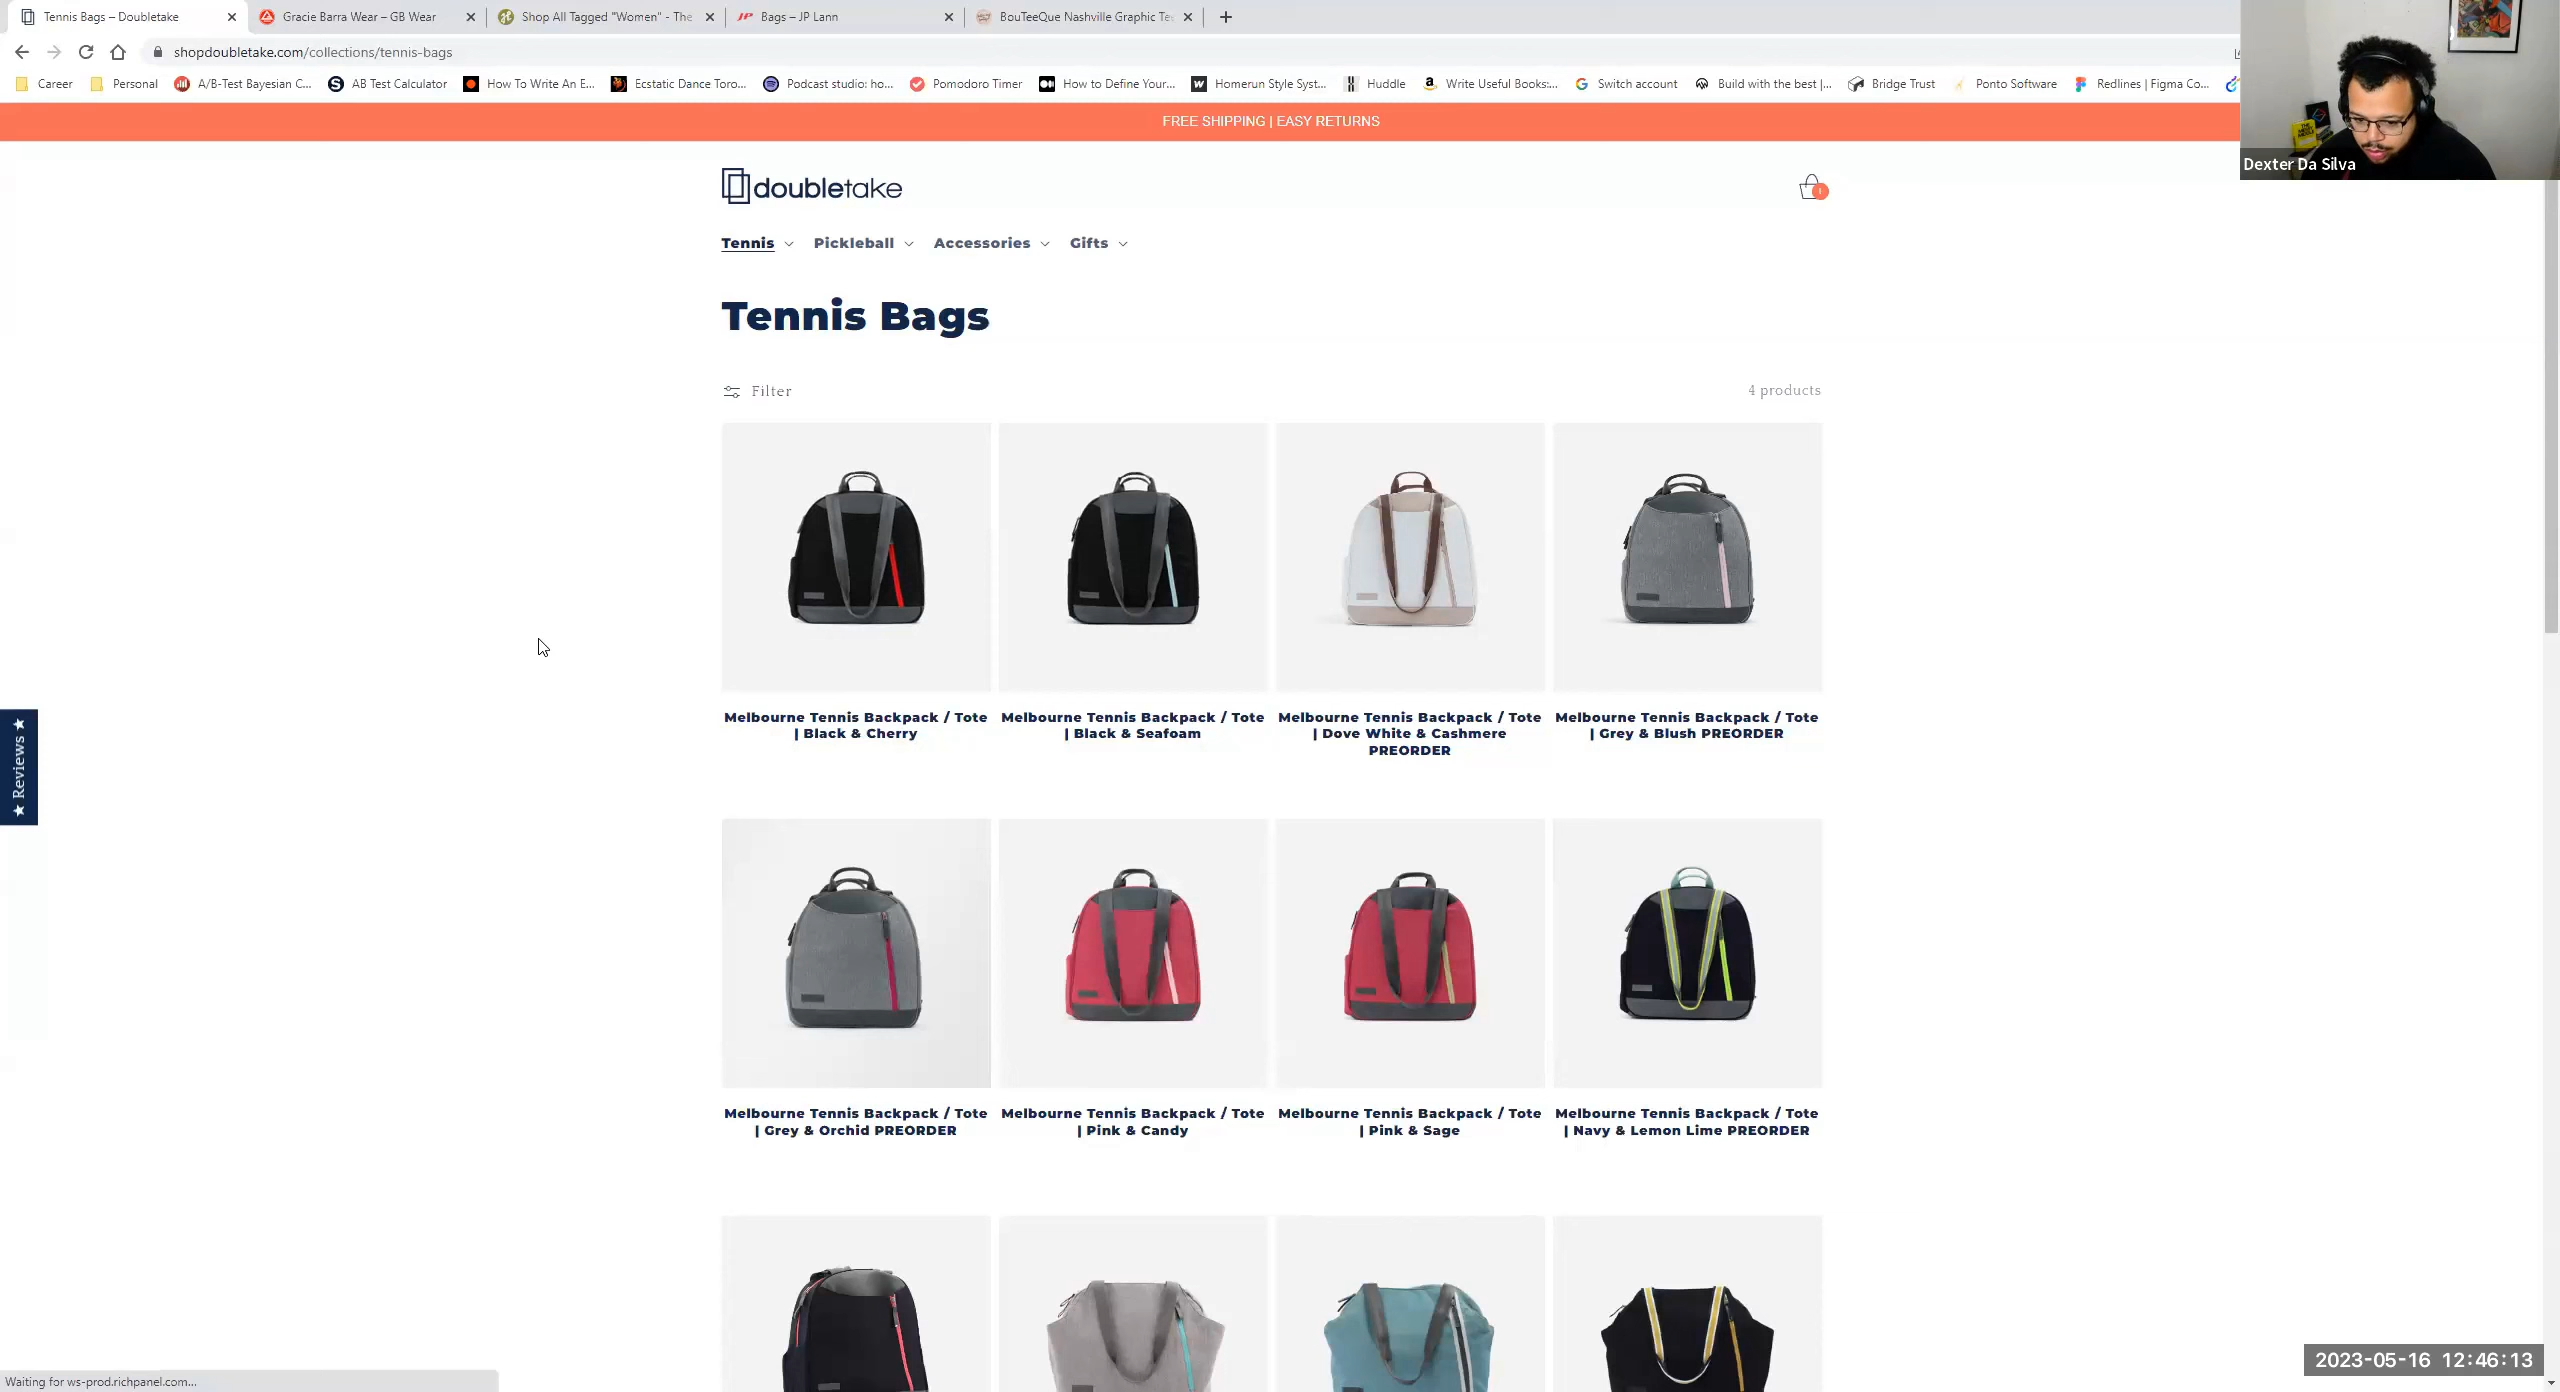 Tennis Bags – Doubletake
Gracie Barra Wear – GB Wear
Shop All Tagged "Women" - The
Bags – JP Lann
BouTeeQue Nashville Graphic Te
shopdoubletake.com/collections/tennis-bags
Career
Personal
A/B-Test Bayesian C...
AB Test Calculator
How To Write An E...
Ecstatic Dance Toro...
Podcast studio: ho...
Pomodoro Timer
How to Define Your...
Homerun Style Syst...
Huddle
Write Useful Books:...
Switch account
Build with the best |...
Bridge Trust
Ponto Software
Redlines | Figma Co...
Dexter Da Silva
FREE SHIPPING | EASY RETURNS
doubletake
Tennis
Pickleball
Accessories
Gifts
Tennis Bags
Filter
4 products
Melbourne Tennis Backpack / Tote
| Black & Cherry
Melbourne Tennis Backpack / Tote
| Black & Seafoam
Melbourne Tennis Backpack / Tote
| Dove White & Cashmere
PREORDER
Melbourne Tennis Backpack / Tote
| Grey & Blush PREORDER
★ Reviews ★
Melbourne Tennis Backpack / Tote
| Grey & Orchid PREORDER
Melbourne Tennis Backpack / Tote
| Pink & Candy
Melbourne Tennis Backpack / Tote
| Pink & Sage
Melbourne Tennis Backpack / Tote
| Navy & Lemon Lime PREORDER
2023-05-16 12:46:13
Waiting for ws-prod.richpanel.com...